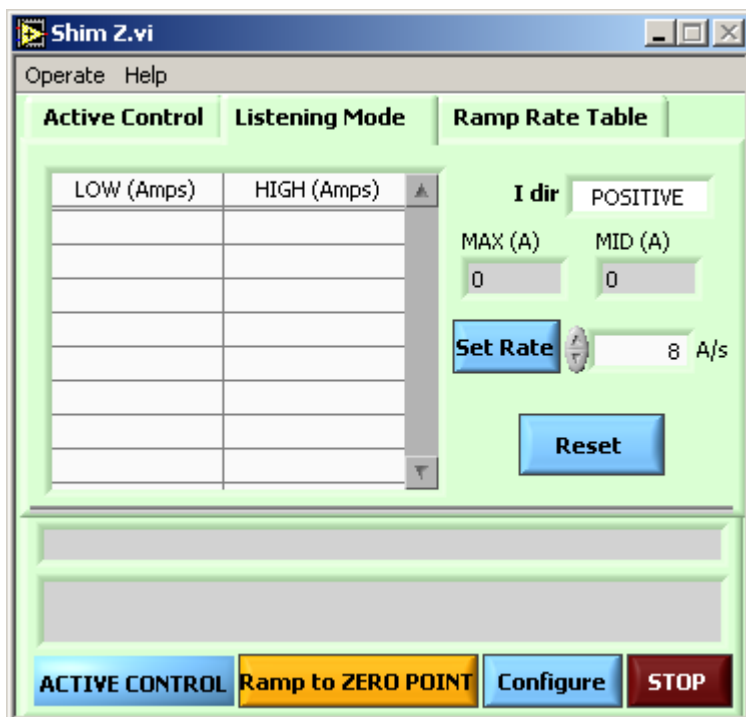 Shim Z.vi
Operate Help
Active Control Listening Mode Ramp Rate Table
LOW (Amps) HIGH (Amps)
I dir POSITIVE
MAX (A) MID (A)
0 0
Set Rate 8 A/s
Reset
ACTIVE CONTROL Ramp to ZERO POINT Configure STOP